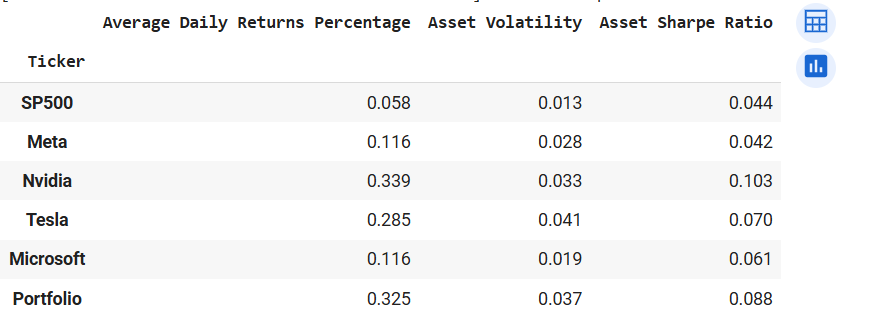 Average Daily Returns Percentage Asset Volatility Asset Sharpe Ratio
Ticker
SP500 0.058 0.013 0.044
Meta 0.116 0.028 0.042
Nvidia 0.339 0.033 0.103
Tesla 0.285 0.041 0.070
Microsoft 0.116 0.019 0.061
Portfolio 0.325 0.037 0.088